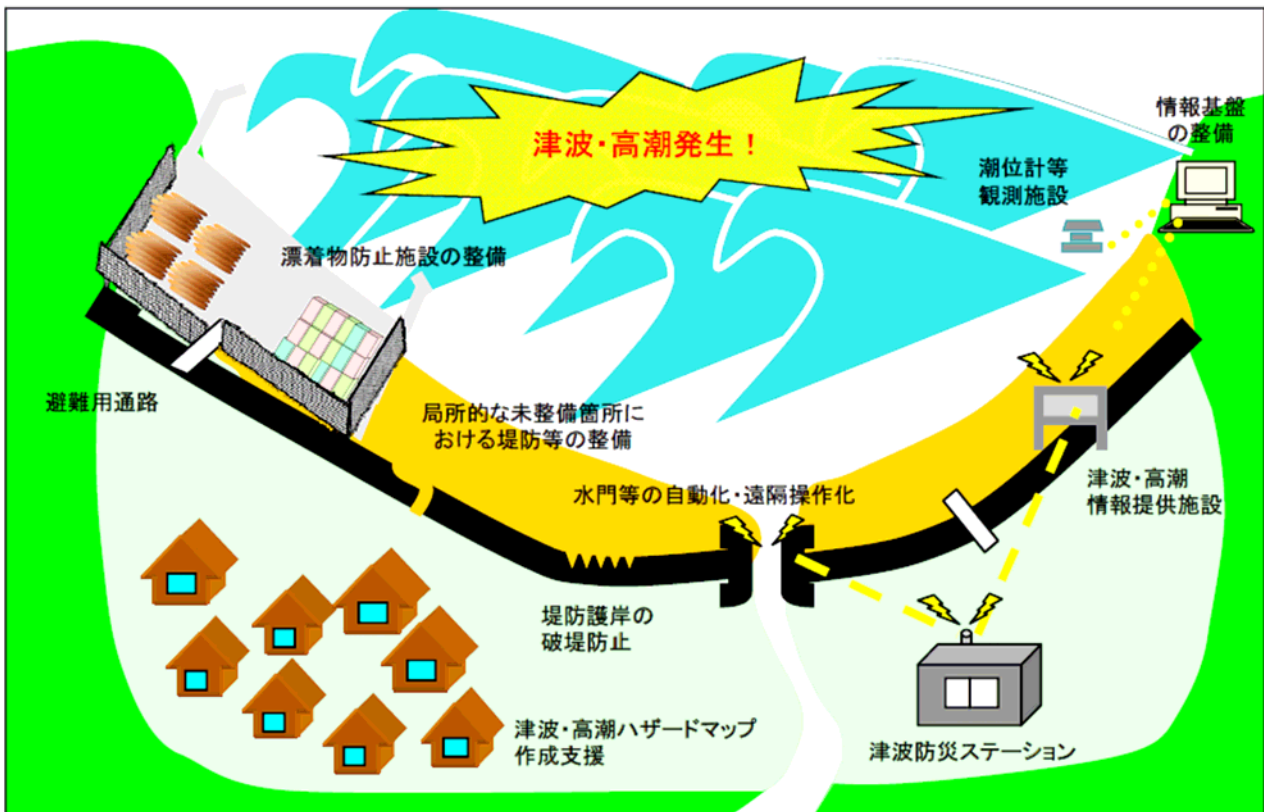 津波・高潮発生！
情報基盤
の整備
潮位計等
観測施設
漂着物防止施設の整備
避難用通路
局所的な未整備箇所に
おける堤防等の整備
水門等の自動化・遠隔操作化
津波・高潮
情報提供施設
堤防護岸の
破堤防止
津波・高潮ハザードマップ
作成支援
津波防災ステーション